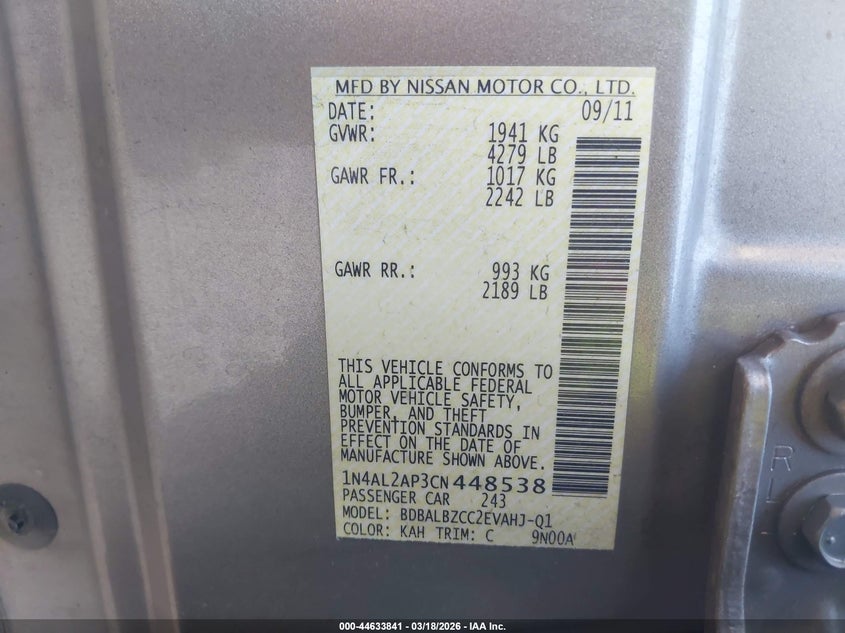 MFD BY NISSAN MOTOR CO., LTD.
DATE: 09/11
GVWR: 1941 KG
4279 LB
GAWR FR.: 1017 KG
2242 LB
GAWR RR.: 993 KG
2189 LB
THIS VEHICLE CONFORMS TO
ALL APPLICABLE FEDERAL
MOTOR VEHICLE SAFETY,
BUMPER, AND THEFT
PREVENTION STANDARDS IN
EFFECT ON THE DATE OF
MANUFACTURE SHOWN ABOVE.
1N4AL2AP3CN448538
PASSENGER CAR 243
MODEL: BDBALBZCC2EVAHJ-Q1
COLOR: KAH TRIM: C 9N00A
R
L
000-44633841 - 03/18/2026 - IAA Inc.